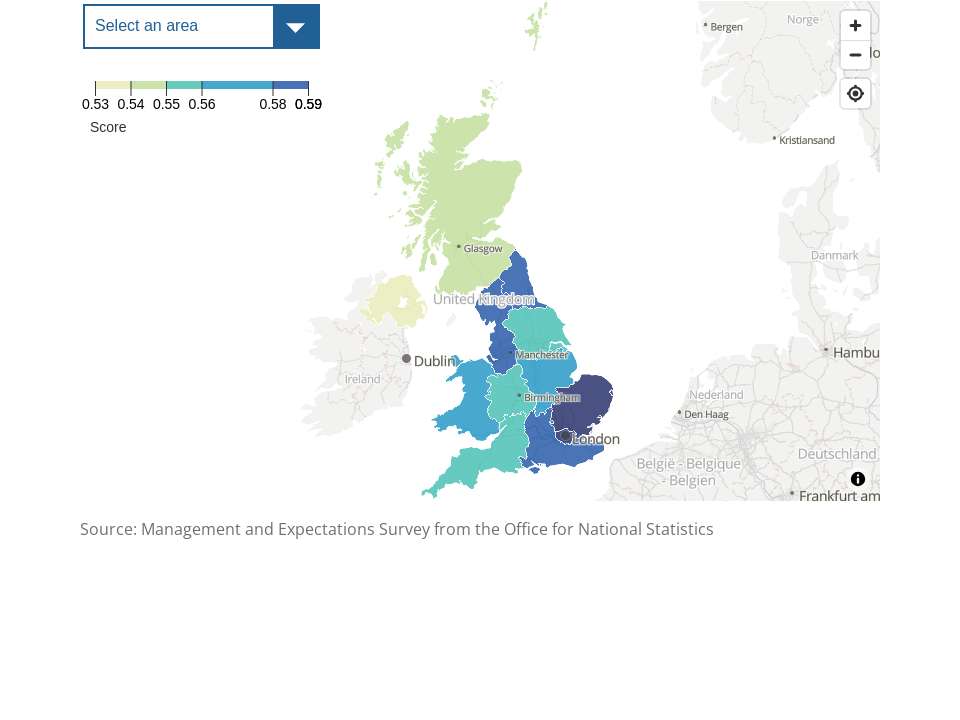 Select an area
0.53 0.54 0.55 0.56 0.58 0.59
Score
Bergen
Norge
lo
Kristiansand
Danmark
Glasgow
United Kingdom
Manchester
Dublin
Hambu
Ireland
Birmingham
Nederland
Den Haag
London
Deutschland
België - Belgique
- Belgien
Frankfurt am
Source: Management and Expectations Survey from the Office for National Statistics